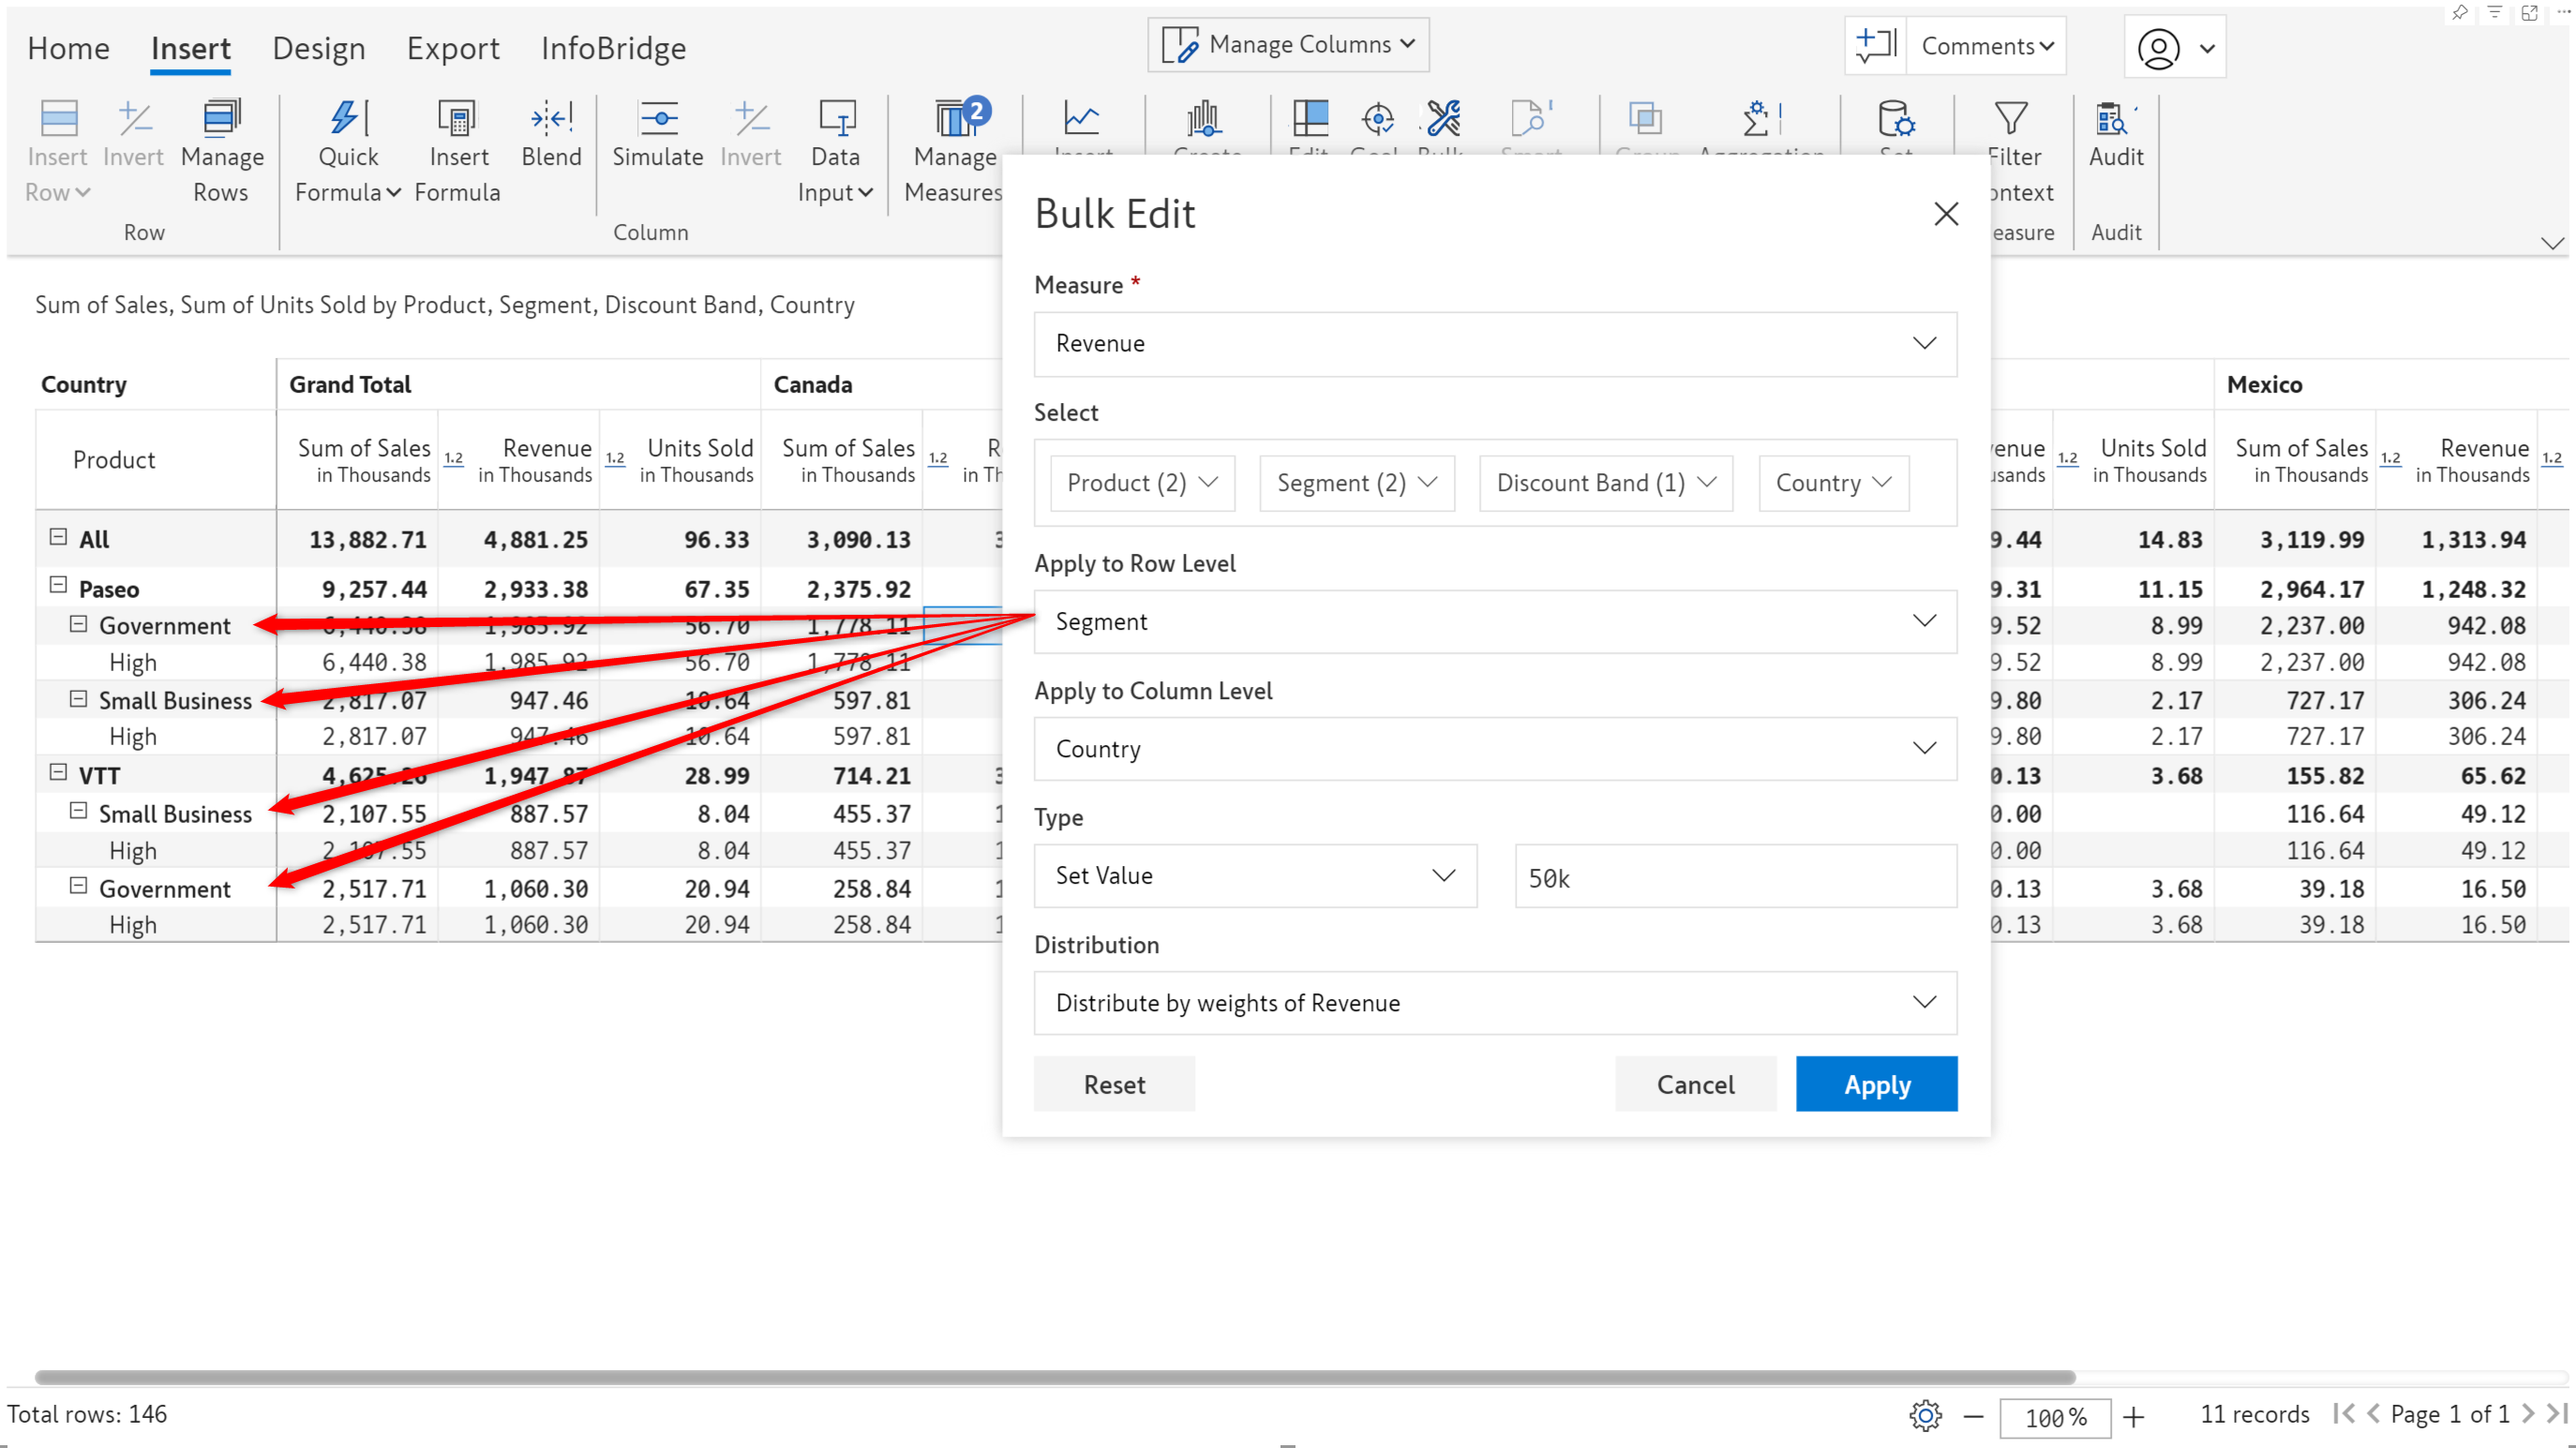 Home Insert Design Export InfoBridge Manage Columns Comments
Insert Invert Manage Quick Insert Blend Simulate Invert Data Manage 2 Filter Audit
Row Rows Formula Formula Input Measures
Row Column Audit
Sum of Sales, Sum of Units Sold by Product, Segment, Discount Band, Country
Country Grand Total Canada Mexico
Product Sum of Sales 1.2 Revenue 1.2 Units Sold Sum of Sales 1.2 1.2 Units Sold Sum of Sales 1.2 Revenue 1.2
in Thousands in Thousands in Thousands in Thousands in Thousands in Thousands in Thousands
All 13,882.71 4,881.25 96.33 3,090.13 9.44 14.83 3,119.99 1,313.94
Paseo 9,257.44 2,933.38 67.35 2,375.92 9.31 11.15 2,964.17 1,248.32
Government 6,440.38 1,985.92 56.70 1,778.11 9.52 8.99 2,237.00 942.08
High 6,440.38 1,985.92 56.70 1,778.11 9.52 8.99 2,237.00 942.08
Small Business 2,817.07 947.46 10.64 597.81 9.80 2.17 727.17 306.24
High 2,817.07 947.46 10.64 597.81 9.80 2.17 727.17 306.24
VTT 4,625.26 1,947.87 28.99 714.21 0.13 3.68 155.82 65.62
Small Business 2,107.55 887.57 8.04 455.37 0.00 116.64 49.12
High 2,107.55 887.57 8.04 455.37 0.00 116.64 49.12
Government 2,517.71 1,060.30 20.94 258.84 0.13 3.68 39.18 16.50
High 2,517.71 1,060.30 20.94 258.84 0.13 3.68 39.18 16.50
Bulk Edit
Measure *
Revenue
Select
Product (2) Segment (2) Discount Band (1) Country
Apply to Row Level
Segment
Apply to Column Level
Country
Type
Set Value 50k
Distribution
Distribute by weights of Revenue
Reset Cancel Apply
Total rows: 146 100% 11 records Page 1 of 1